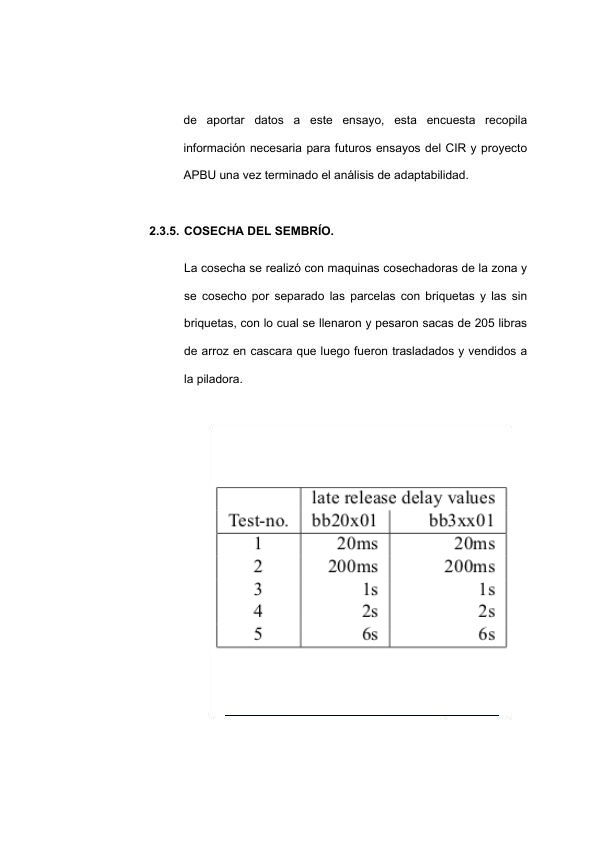 de aportar datos a este ensayo, esta encuesta recopila
información necesaria para futuros ensayos del CIR y proyecto
APBU una vez terminado el análisis de adaptabilidad.
2.3.5. COSECHA DEL SEMBRÍO.
La cosecha se realizó con maquinas cosechadoras de la zona y
se cosecho por separado las parcelas con briquetas y las sin
briquetas, con lo cual se llenaron y pesaron sacas de 205 libras
de arroz en cascara que luego fueron trasladados y vendidos a
la piladora.
late release delay values
Test-no. bb20x01 bb3xx01
1 20ms 20ms
2 200ms 200ms
3 1s 1s
4 2s 2s
5 6s 6s